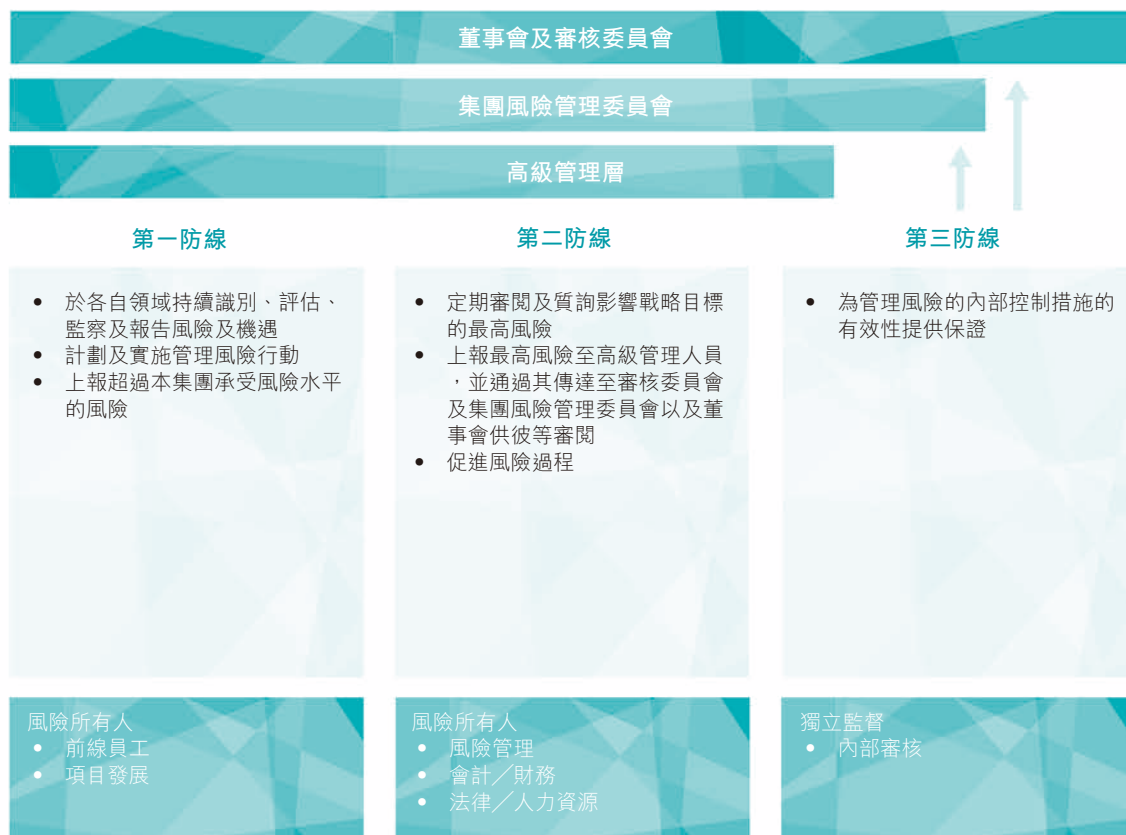 董事會及審核委員會
集團風險管理委員會
高級管理層
第一防線
• 於各自領域持續識別、評估、
監察及報告風險及機遇
• 計劃及實施管理風險行動
• 上報超過本集團承受風險水平
的風險
風險所有人
• 前線員工
• 項目發展
第二防線
• 定期審閱及質詢影響戰略目標
的最高風險
• 上報最高風險至高級管理人員
，並通過其傳達至審核委員會
及集團風險管理委員會以及董
事會供彼等審閱
• 促進風險過程
風險所有人
• 風險管理
• 會計／財務
• 法律／人力資源
第三防線
• 為管理風險的內部控制措施的
有效性提供保證
獨立監督
• 內部審核